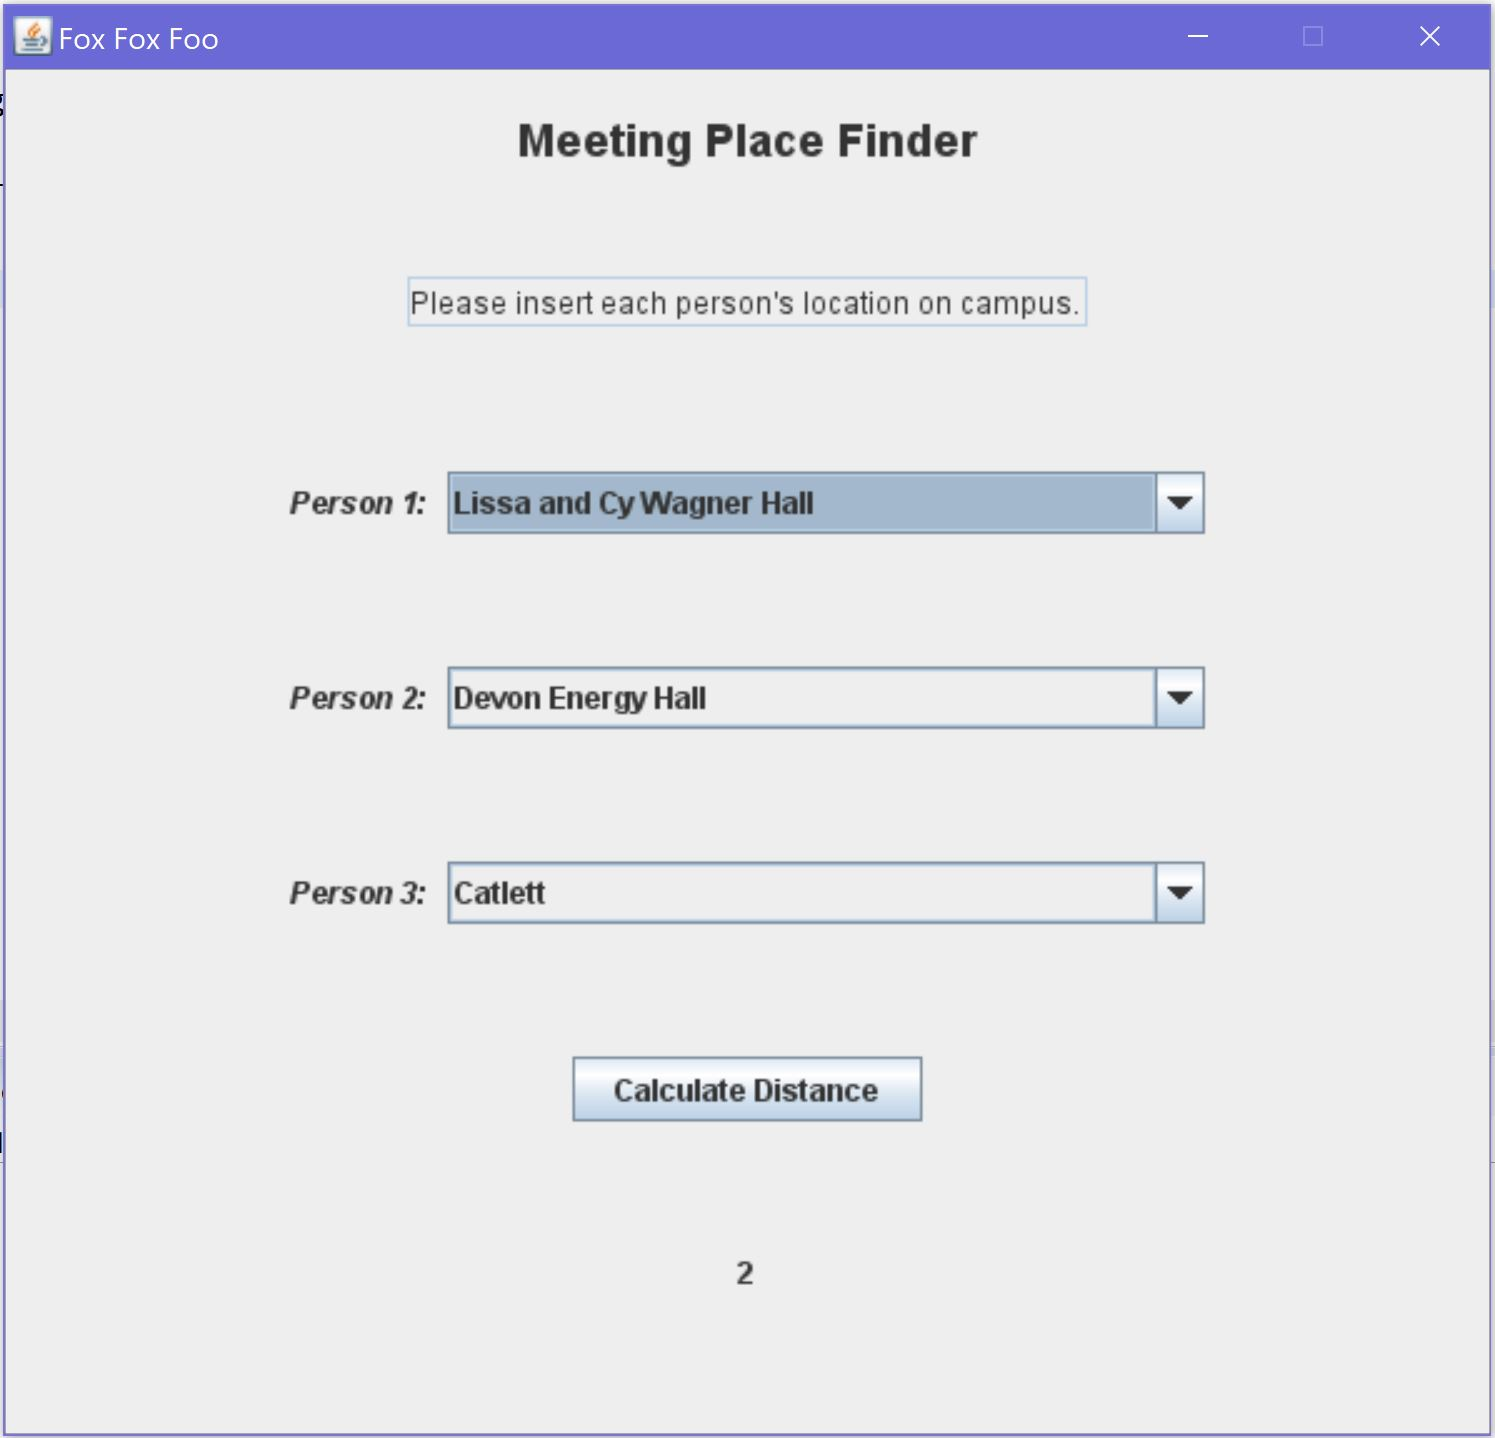 Fox Fox Foo
Meeting Place Finder
Please insert each person's location on campus.
Person 1: Lissa and Cy Wagner Hall
Person 2: Devon Energy Hall
Person 3: Catlett
Calculate Distance
2